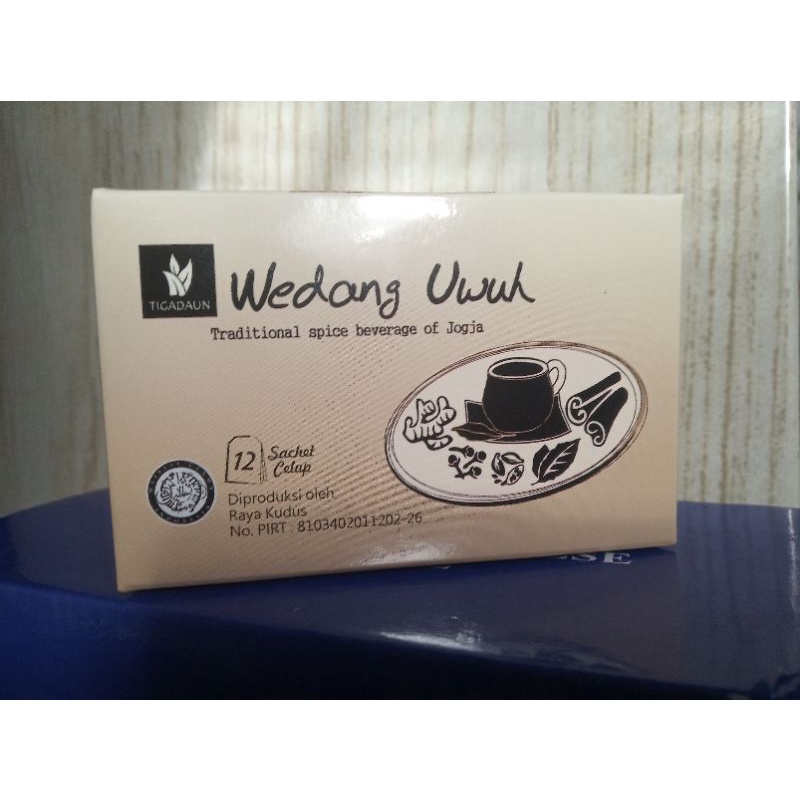 TIGADAUN
Wedang Uwuh
Traditional spice beverage of Jogja
12 Sachet
Celup
Diproduksi oleh
Raya Kudus
No. PIRT : 8103402011202-26